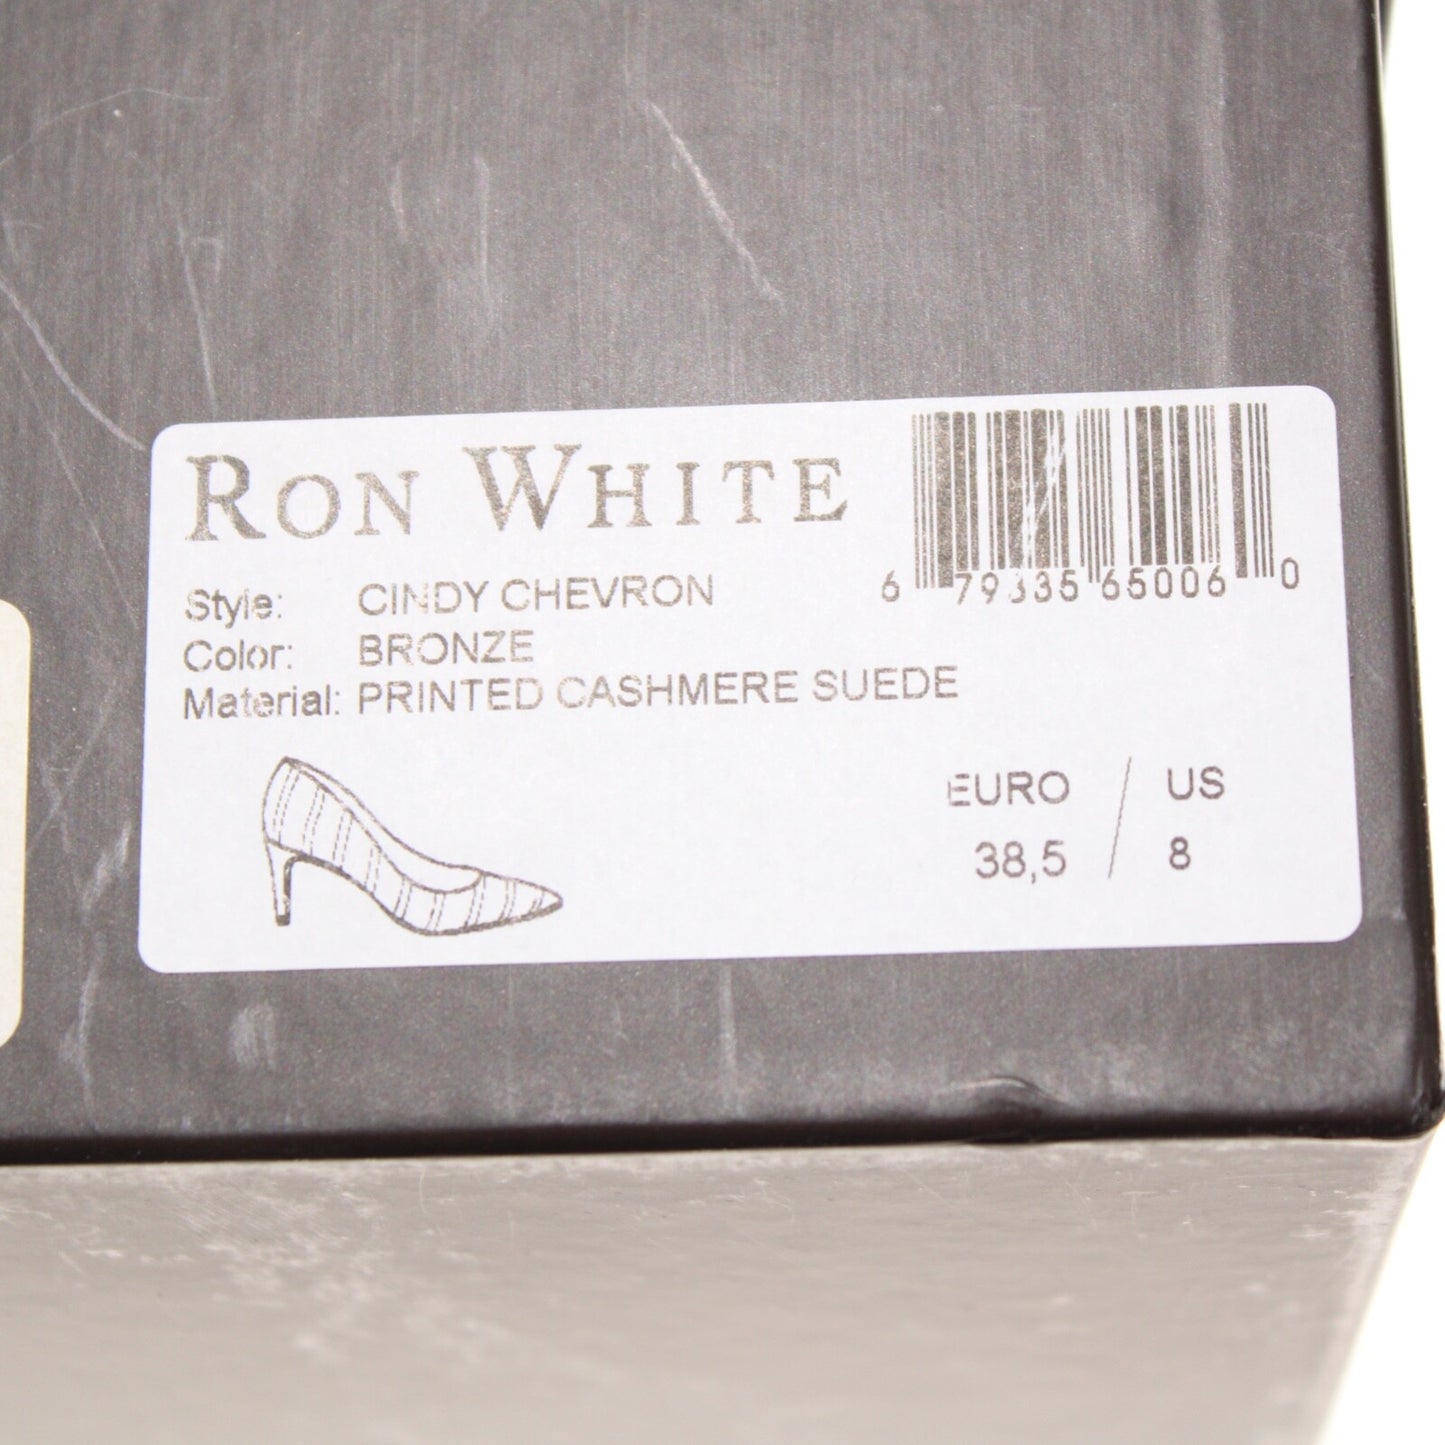 RON WHITE
6 79335 65006 0
Style: CINDY CHEVRON
Color: BRONZE
Material: PRINTED CASHMERE SUEDE
EURO / US
38,5 / 8